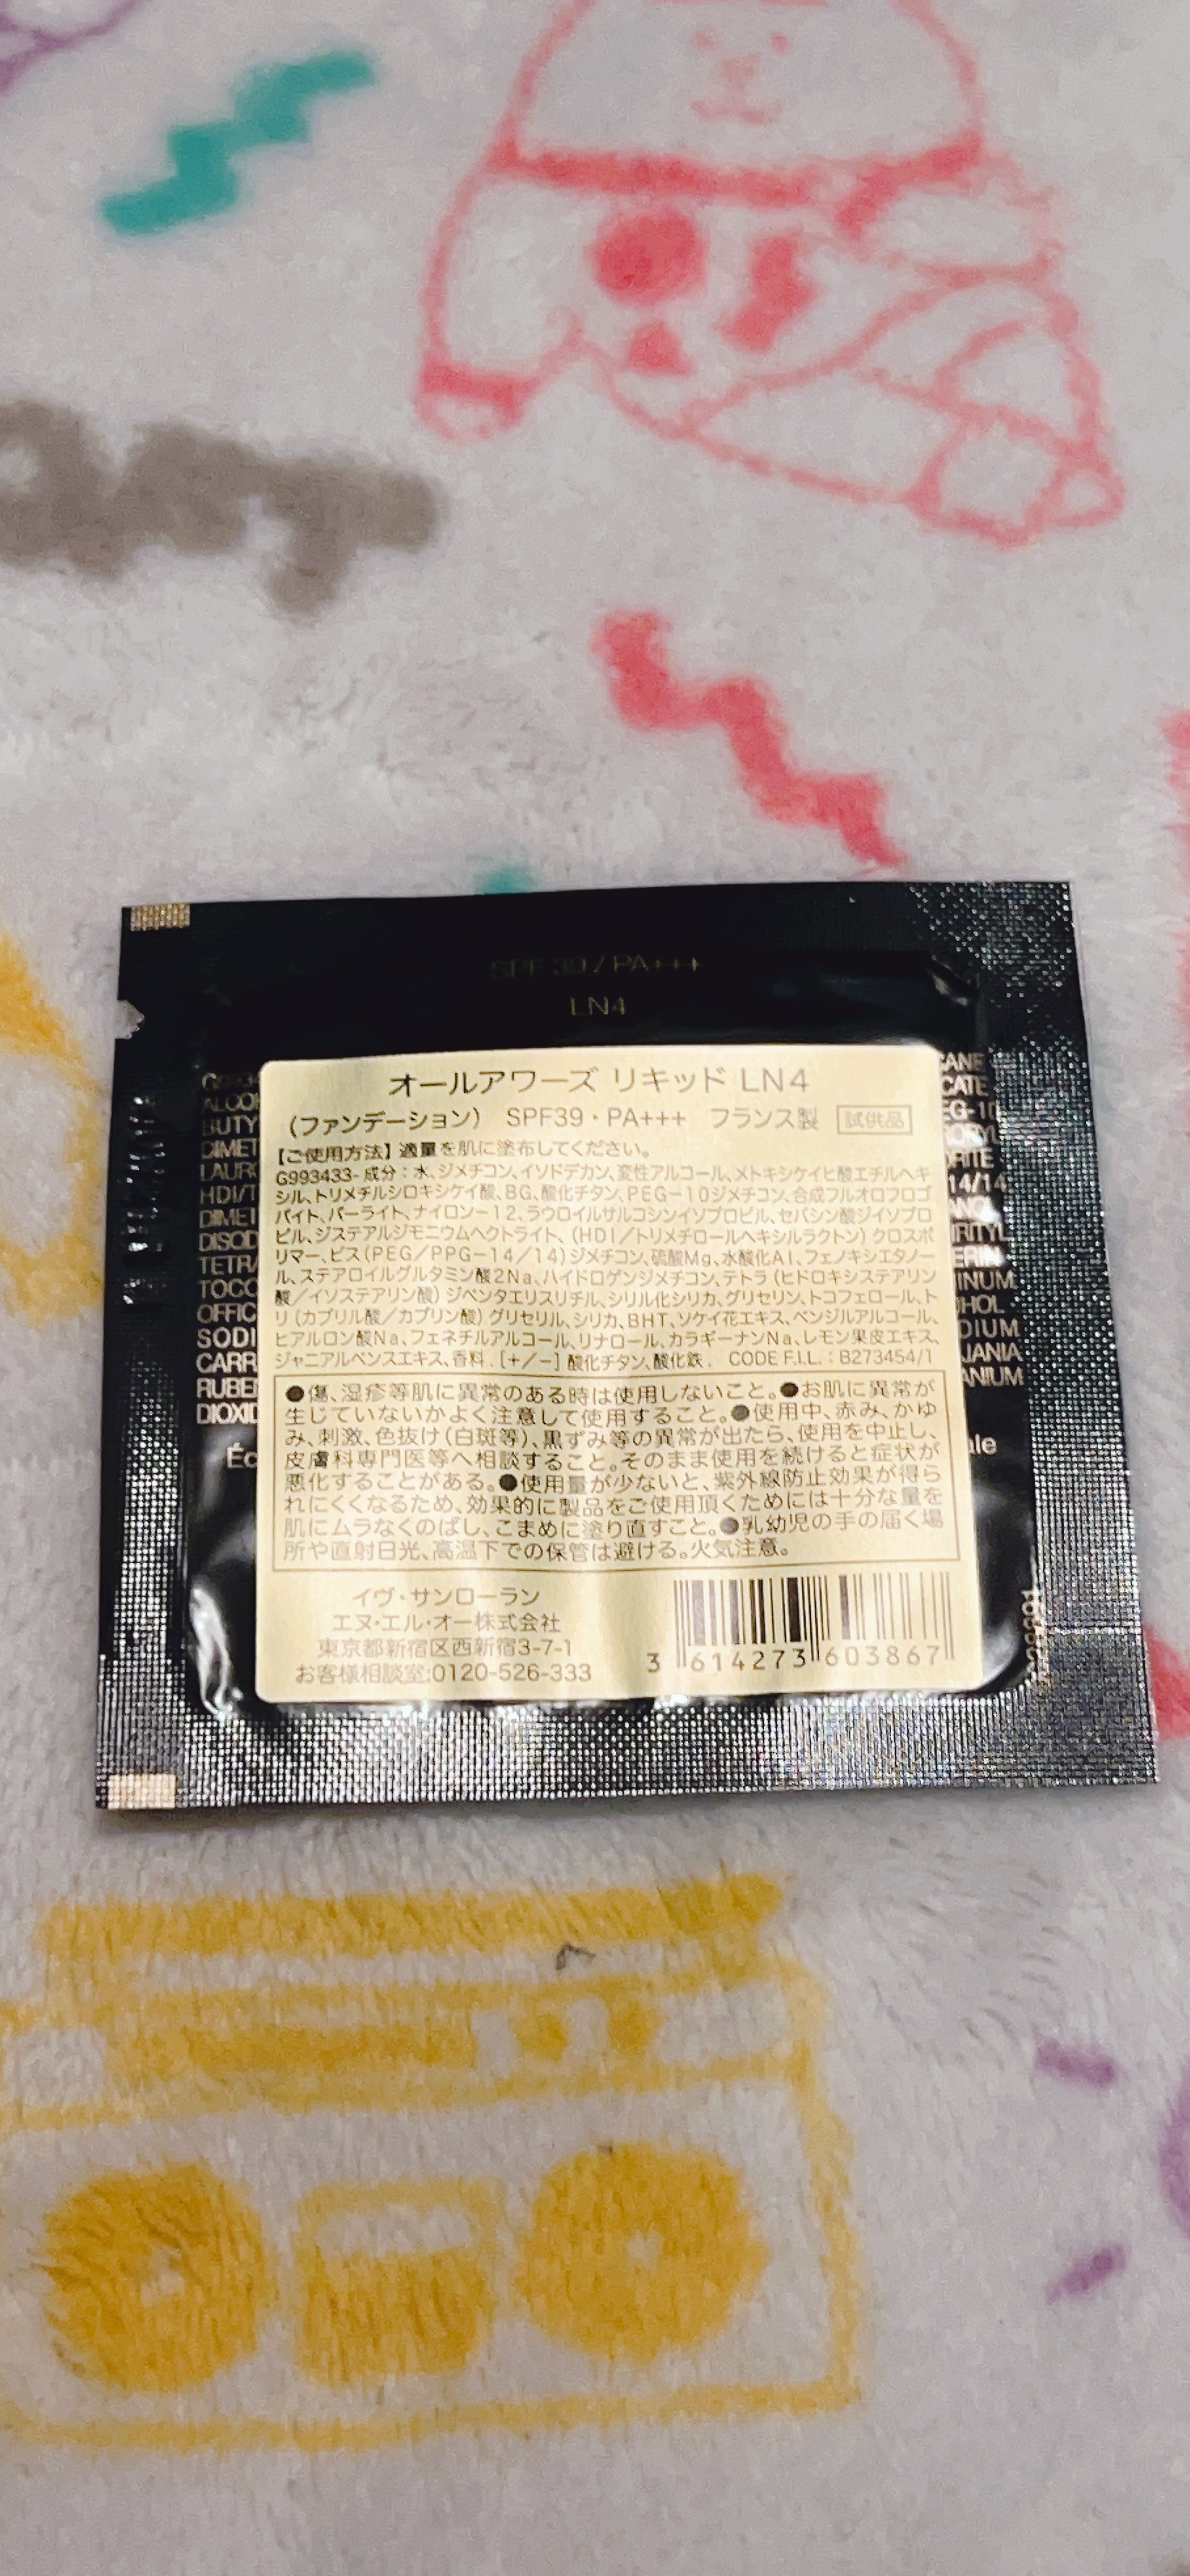 SPF 39 / PA+++
LN4
オールアワーズ リキッド LN4
(ファンデーション) SPF39・PA+++ フランス製 試供品
【ご使用方法】適量を肌に塗布してください。
G993433- 成分:水、ジメチコン、イソドデカン、変性アルコール、メトキシケイヒ酸エチルヘキ
シル、トリメチルシロキシケイ酸、BG、酸化チタン、PEG-10ジメチコン、合成フルオロフロゴ
パイト、パーライト、ナイロン-12、ラウロイルサルコシンイソプロピル、セバシン酸ジイソプロ
ピル、ジステアルジモニウムヘクトライト、(HDI/トリメチロールヘキシルラクトン)クロスポ
リマー、ビス(PEG/PPG-14/14)ジメチコン、硫酸Mg、水酸化Al、フェノキシエタノー
ル、ステアロイルグルタミン酸2Na、ハイドロゲンジメチコン、テトラ(ヒドロキシステアリン
酸/イソステアリン酸)ジペンタエリスリチル、シリル化シリカ、グリセリン、トコフェロール、ト
リ(カプリル酸/カプリン酸)グリセリル、シリカ、BHT、ソケイ花エキス、ベンジルアルコール、
ヒアルロン酸Na、フェネチルアルコール、リナロール、カラギーナンNa、レモン果皮エキス、
ジャニアルベンスエキス、香料. [+/-] 酸化チタン、酸化鉄. CODE F.I.L. : B273454/1
●傷、湿疹等肌に異常のある時は使用しないこと。●お肌に異常が
生じていないかよく注意して使用すること。●使用中、赤み、かゆ
み、刺激、色抜け(白斑等)、黒ずみ等の異常が出たら、使用を中止し、
皮膚科専門医等へ相談すること。そのまま使用を続けると症状が
悪化することがある。●使用量が少ないと、紫外線防止効果が得ら
れにくくなるため、効果的に製品をご使用頂くためには十分な量を
肌にムラなくのばし、こまめに塗り直すこと。●乳幼児の手の届く場
所や直射日光、高温下での保管は避ける。火気注意。
イヴ・サンローラン
エヌ・エル・オー株式会社
東京都新宿区西新宿3-7-1
お客様相談室:0120-526-333
3 614273 603867